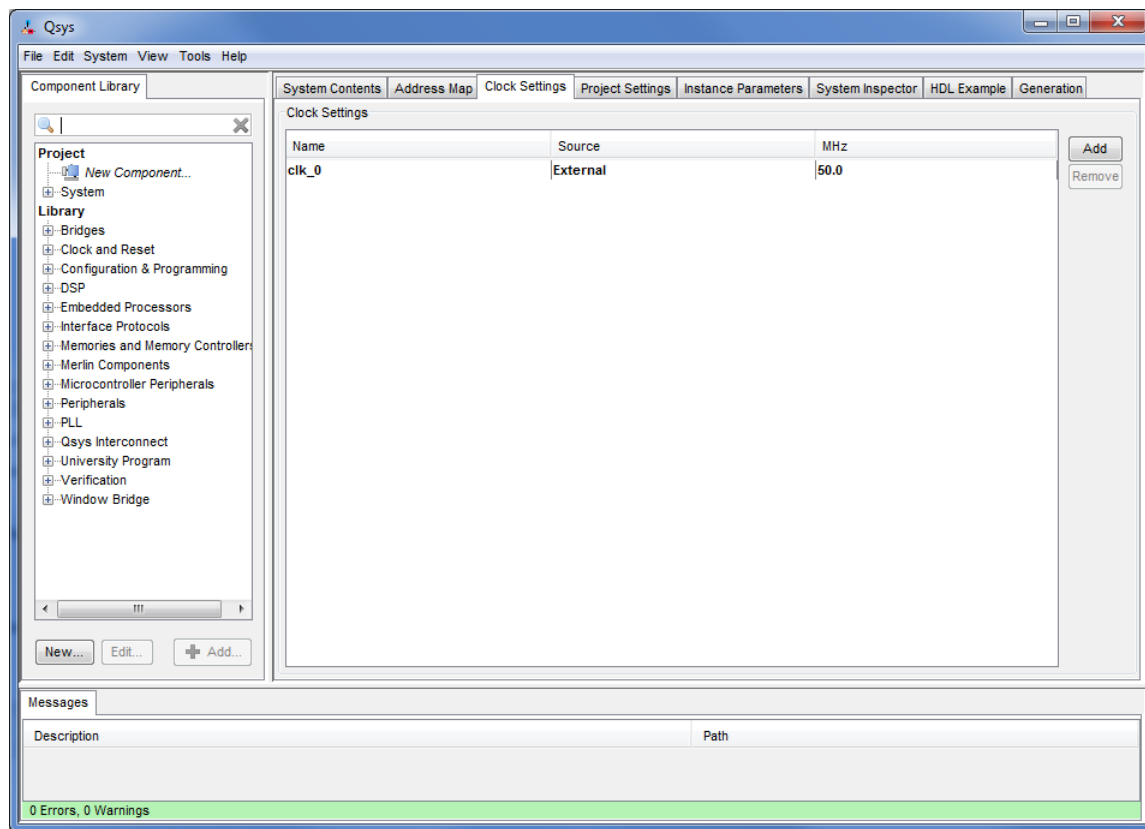 Qsys
File Edit System View Tools Help
Component Library
Project
New Component...
System
Library
Bridges
Clock and Reset
Configuration & Programming
DSP
Embedded Processors
Interface Protocols
Memories and Memory Controllers
Merlin Components
Microcontroller Peripherals
Peripherals
PLL
Qsys Interconnect
University Program
Verification
Window Bridge
New... Edit... Add...
System Contents Address Map Clock Settings Project Settings Instance Parameters System Inspector HDL Example Generation
Clock Settings
Name Source MHz
clk_0 External 50.0
Add
Remove
Messages
Description Path
0 Errors, 0 Warnings